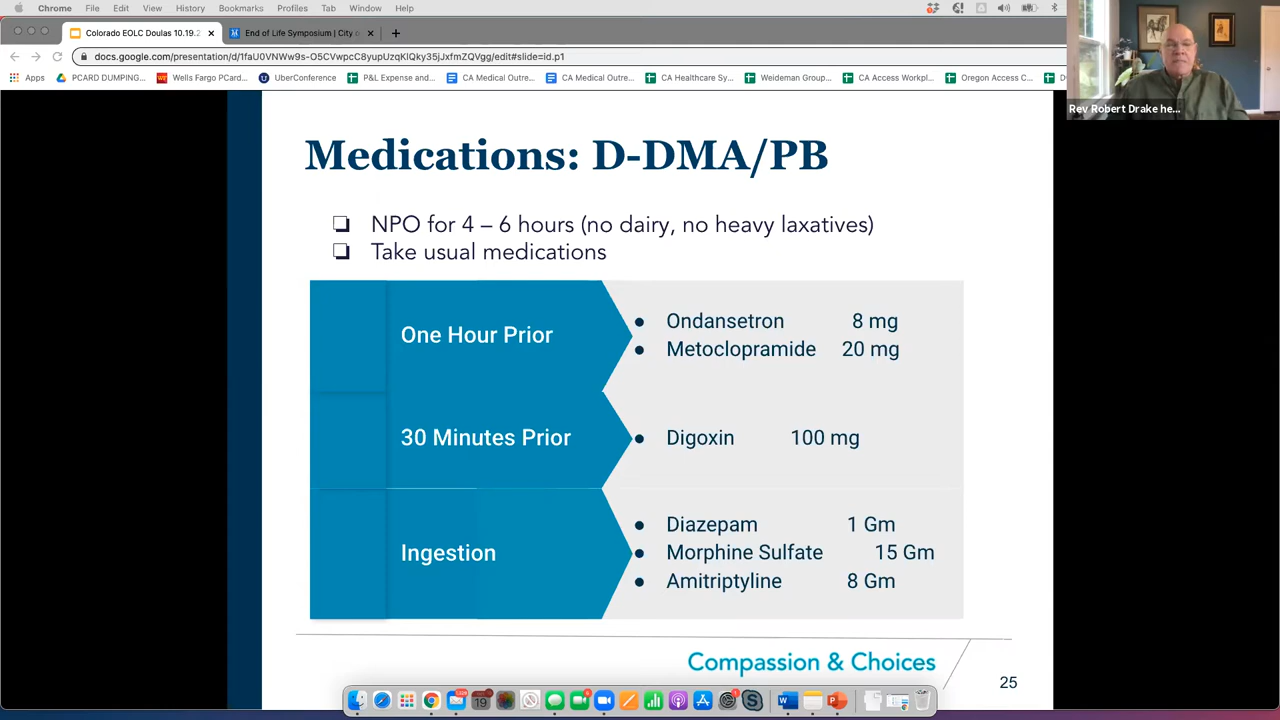 Chrome File Edit View History Bookmarks Profiles Tab Window Help
Colorado EOLC Doulas 10.19.2 End of Life Symposium | City
docs.google.com/presentation/d/1faU0VNWw9s-O5CVwpcC8yupUzqKlQky35jJxfmZQVgg/edit#slide=id.p1
Apps PCARD DUMPING... Wells Fargo PCard... UberConference P&L Expense and... CA Medical Outre... CA Medical Outre... CA Healthcare Sy... Weideman Group... CA Access Workpl... Oregon Access C...
Rev Robert Drake he...
Medications: D-DMA/PB
NPO for 4 – 6 hours (no dairy, no heavy laxatives)
Take usual medications
One Hour Prior
Ondansetron 8 mg
Metoclopramide 20 mg
30 Minutes Prior
Digoxin 100 mg
Ingestion
Diazepam 1 Gm
Morphine Sulfate 15 Gm
Amitriptyline 8 Gm
Compassion & Choices
25